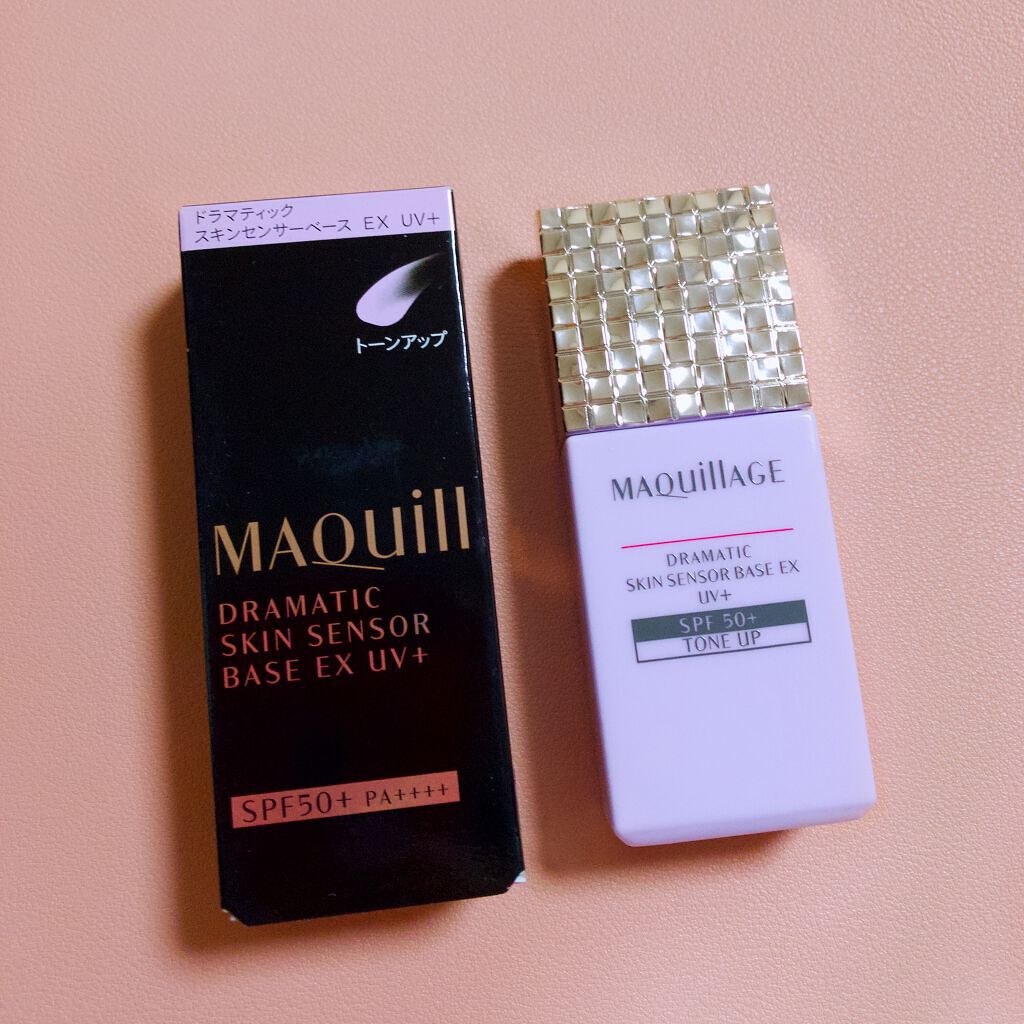 ドラマティック
スキンセンサーベース EX UV+
トーンアップ
MAQuill
DRAMATIC
SKIN SENSOR
BASE EX UV+
SPF50+ PA++++
MAQuillAGE
DRAMATIC
SKIN SENSOR BASE EX
UV+
SPF 50+
TONE UP